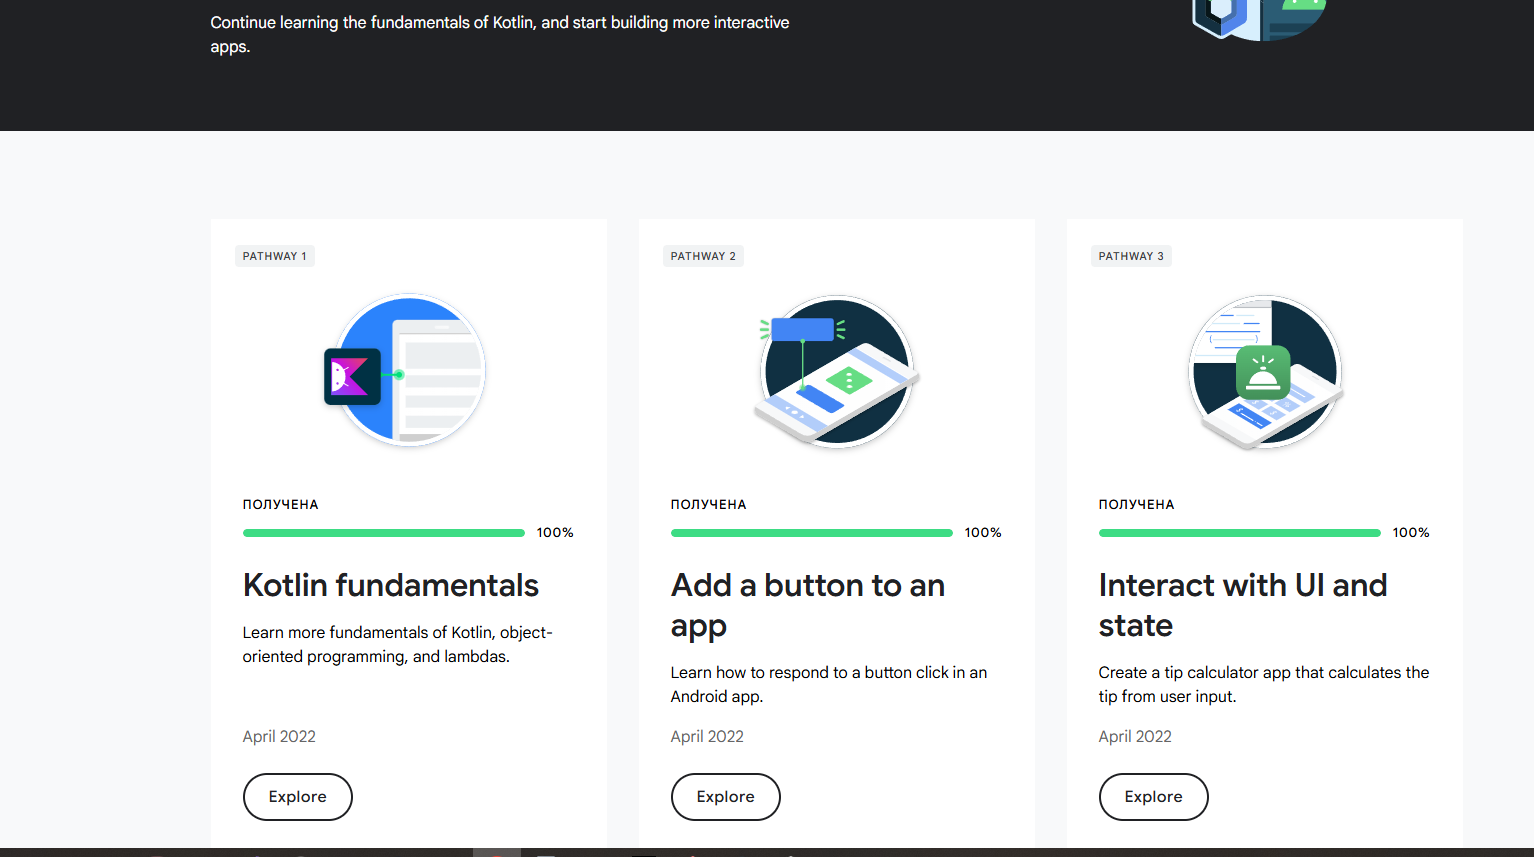 Continue learning the fundamentals of Kotlin, and start building more interactive
apps.
PATHWAY 1
ПОЛУЧЕНА
100%
Kotlin fundamentals
Learn more fundamentals of Kotlin, object-
oriented programming, and lambdas.
April 2022
Explore
PATHWAY 2
ПОЛУЧЕНА
100%
Add a button to an
app
Learn how to respond to a button click in an
Android app.
April 2022
Explore
PATHWAY 3
ПОЛУЧЕНА
100%
Interact with UI and
state
Create a tip calculator app that calculates the
tip from user input.
April 2022
Explore